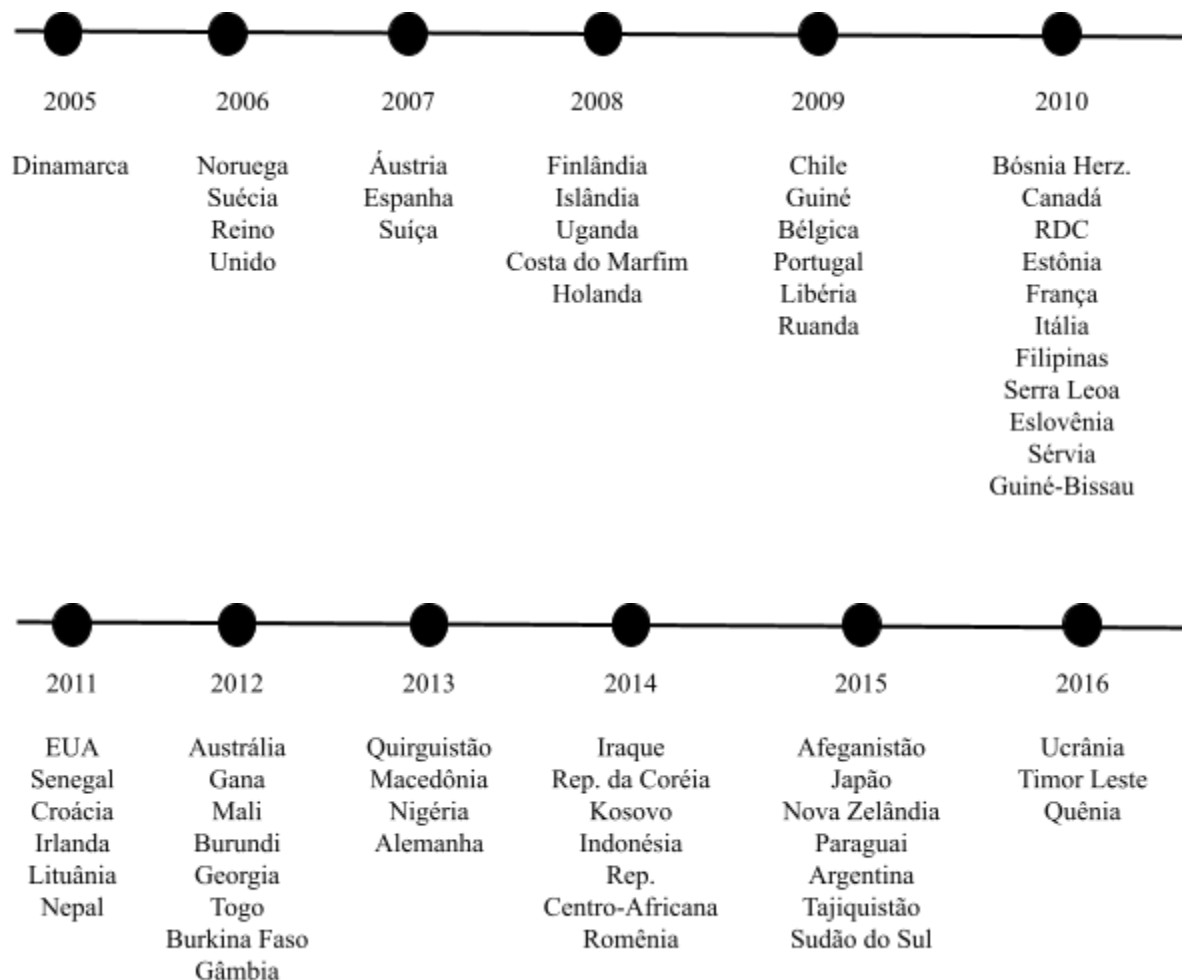 2005
Dinamarca
2006
Noruega
Suécia
Reino
Unido
2007
Áustria
Espanha
Suíça
2008
Finlândia
Islândia
Uganda
Costa do Marfim
Holanda
2009
Chile
Guiné
Bélgica
Portugal
Libéria
Ruanda
2010
Bósnia Herz.
Canadá
RDC
Estônia
França
Itália
Filipinas
Serra Leoa
Eslovênia
Sérvia
Guiné-Bissau
2011
EUA
Senegal
Croácia
Irlanda
Lituânia
Nepal
2012
Austrália
Gana
Mali
Burundi
Georgia
Togo
Burkina Faso
Gâmbia
2013
Quirguistão
Macedônia
Nigéria
Alemanha
2014
Iraque
Rep. da Coréia
Kosovo
Indonésia
Rep.
Centro-Africana
Romênia
2015
Afeganistão
Japão
Nova Zelândia
Paraguai
Argentina
Tajiquistão
Sudão do Sul
2016
Ucrânia
Timor Leste
Quênia